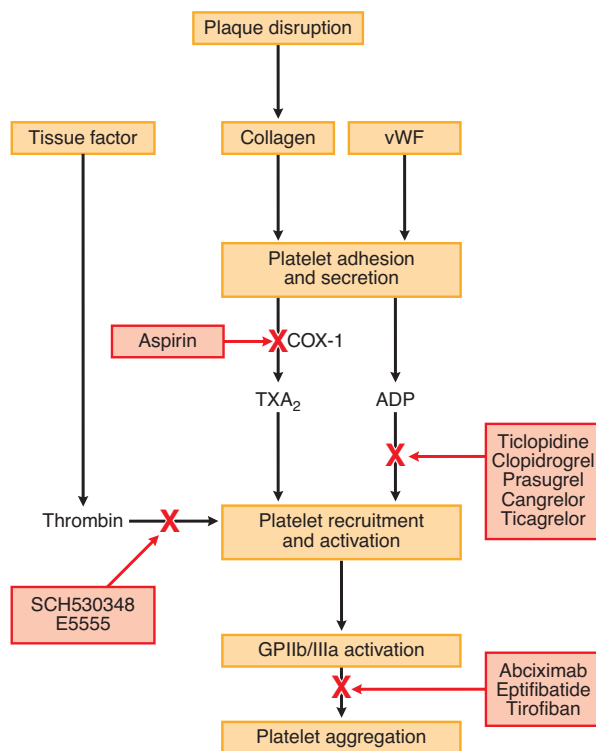 Plaque disruption
Tissue factor
Collagen
vWF
Platelet adhesion
and secretion
Aspirin
X
COX-1
TXA₂
ADP
X
Ticlopidine
Clopidrogrel
Prasugrel
Cangrelor
Ticagrelor
Thrombin
X
Platelet recruitment
and activation
SCH530348
E5555
GPIIb/IIIa activation
X
Abciximab
Eptifibatide
Tirofiban
Platelet aggregation